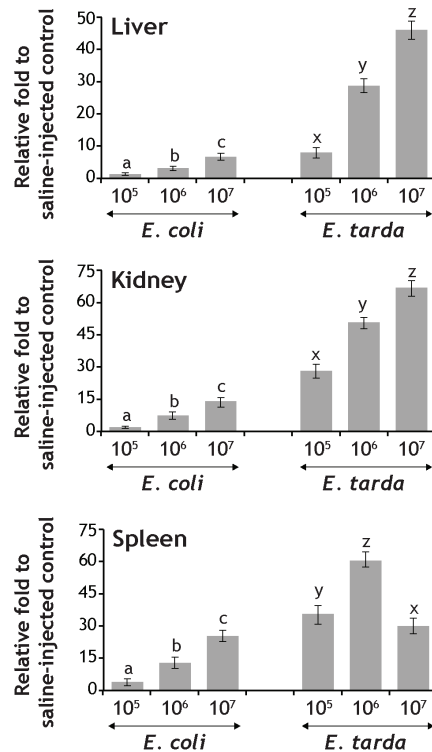 Liver
Relative fold to
saline-injected control
50
40
30
20
10
0
a b c x y z
10⁵ 10⁶ 10⁷ 10⁵ 10⁶ 10⁷
E. coli E. tarda
Kidney
Relative fold to
saline-injected control
75
60
45
30
15
0
a b c x y z
10⁵ 10⁶ 10⁷ 10⁵ 10⁶ 10⁷
E. coli E. tarda
Spleen
Relative fold to
saline-injected control
75
60
45
30
15
0
a b c y z x
10⁵ 10⁶ 10⁷ 10⁵ 10⁶ 10⁷
E. coli E. tarda